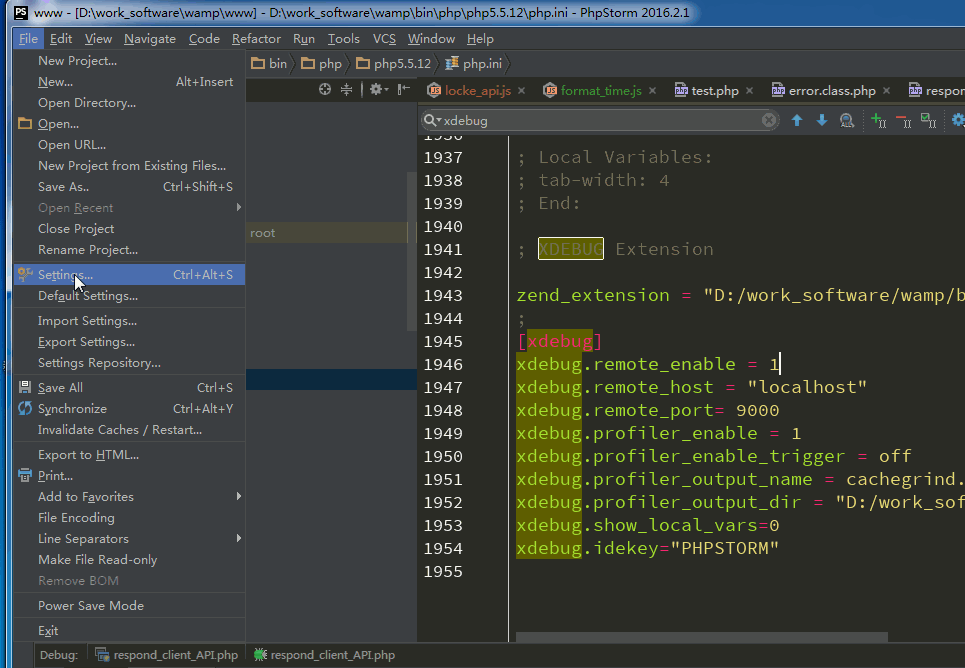 PS www - [D:\work_software\wamp\www] - D:\work_software\wamp\bin\php\php5.5.12\php.ini - PhpStorm 2016.2.1
File Edit View Navigate Code Refactor Run Tools VCS Window Help
bin php php5.5.12 php.ini
New Project...
New... Alt+Insert
Open Directory...
Open...
Open URL...
New Project from Existing Files...
Save As.. Ctrl+Shift+S
Open Recent
Close Project
Rename Project...
Settings... Ctrl+Alt+S
Default Settings...
Import Settings...
Export Settings...
Settings Repository...
Save All Ctrl+S
Synchronize Ctrl+Alt+Y
Invalidate Caches / Restart...
Export to HTML...
Print...
Add to Favorites
File Encoding
Line Separators
Make File Read-only
Remove BOM
Power Save Mode
Exit
root
locke_api.js format_time.js test.php error.class.php respon
xdebug
1936
1937 ; Local Variables:
1938 ; tab-width: 4
1939 ; End:
1940
1941 ; XDEBUG Extension
1942
1943 zend_extension = "D:/work_software/wamp/b
1944 ;
1945 [xdebug]
1946 xdebug.remote_enable = 1
1947 xdebug.remote_host = "localhost"
1948 xdebug.remote_port= 9000
1949 xdebug.profiler_enable = 1
1950 xdebug.profiler_enable_trigger = off
1951 xdebug.profiler_output_name = cachegrind.
1952 xdebug.profiler_output_dir = "D:/work_sof
1953 xdebug.show_local_vars=0
1954 xdebug.idekey="PHPSTORM"
1955
Debug: respond_client_API.php respond_client_API.php